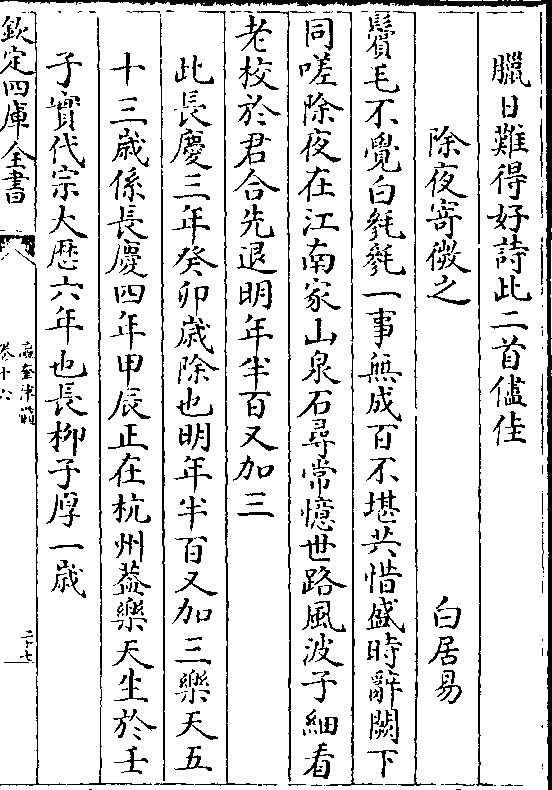 臘日難得好詩此二首儘佳
除夜寄微之　白居易
鬢毛不覺白毿毿一事無成百不堪共惜盛時辭闕下
同嗟除夜在江南家山泉石尋常憶世路風波子細看
老校於君合先退明年半百又加三
此長慶三年癸卯歲除也明年半百又加三樂天五
十三歲係長慶四年甲辰正在杭州葢樂天生於壬
子實代宗大厯六年也長柳子厚一歲
欽定四庫全書
卷十六
二十七